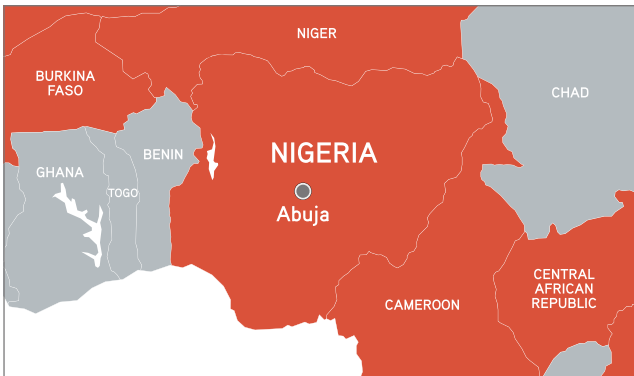 NIGER
BURKINA
FASO
CHAD
NIGERIA
BENIN
GHANA
TOGO
Abuja
CENTRAL
AFRICAN
REPUBLIC
CAMEROON